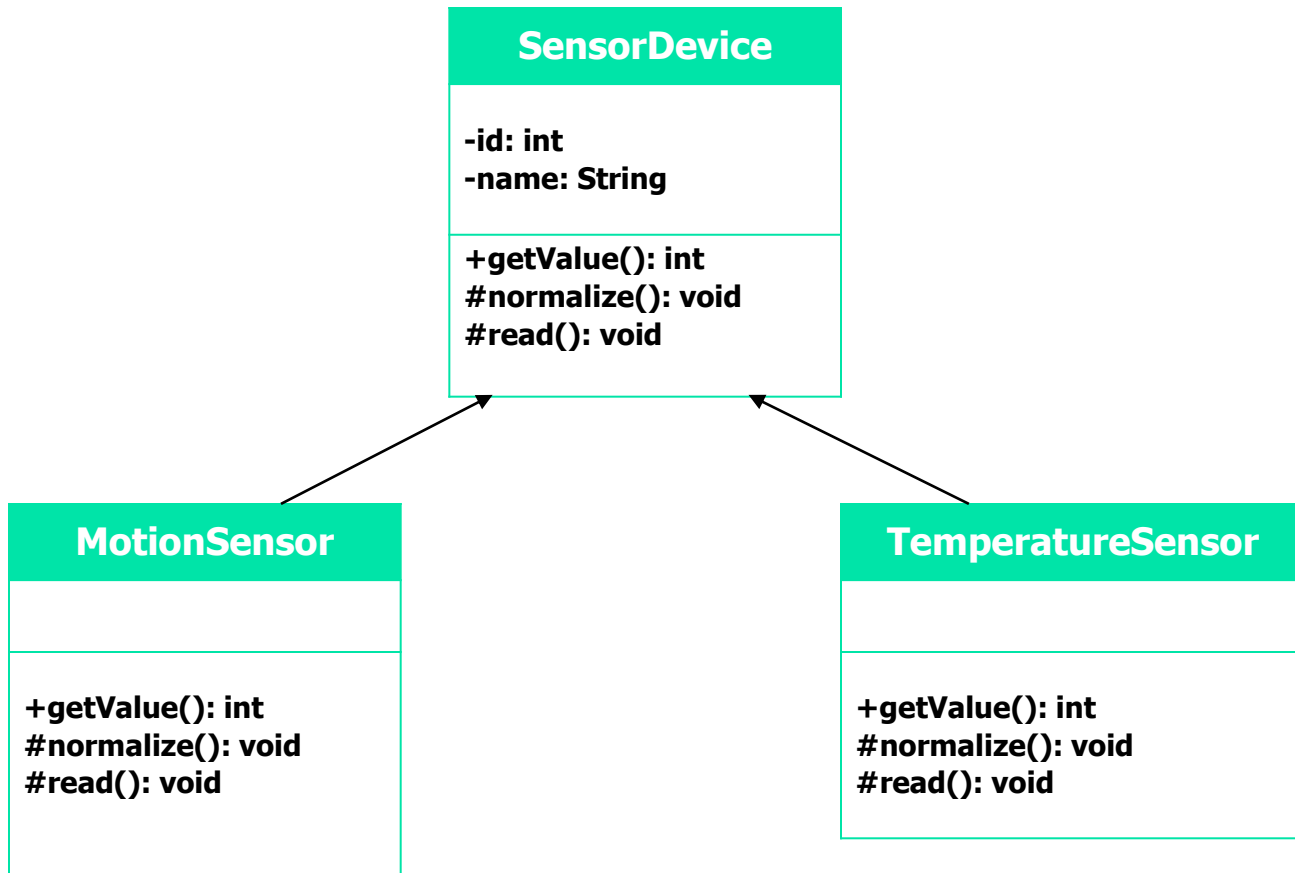 SensorDevice
-id: int
-name: String
+getValue(): int
#normalize(): void
#read(): void
MotionSensor
+getValue(): int
#normalize(): void
#read(): void
TemperatureSensor
+getValue(): int
#normalize(): void
#read(): void